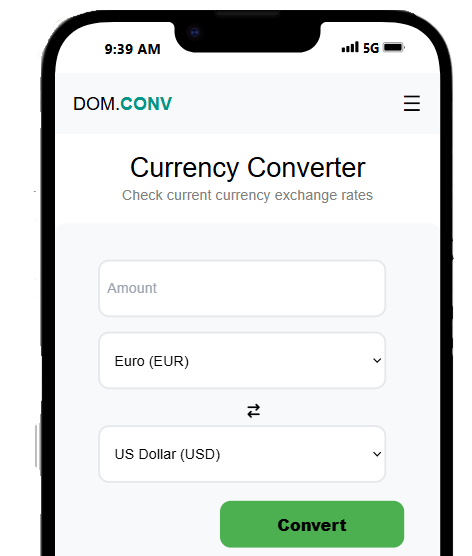 9:39 AM 5G
DOM.CONV
Currency Converter
Check current currency exchange rates
Amount
Euro (EUR)
US Dollar (USD)
Convert